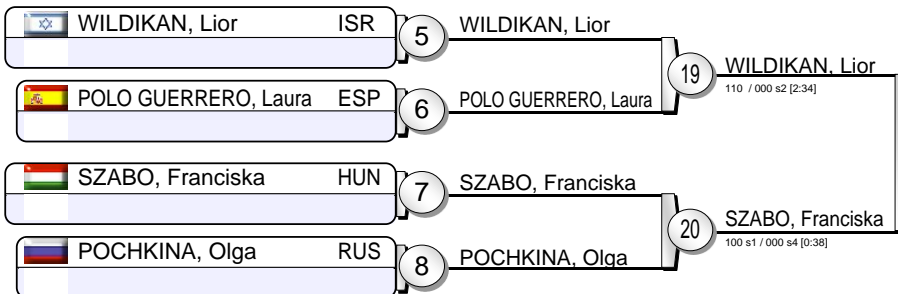 WILDIKAN, Lior ISR
5
WILDIKAN, Lior
19
WILDIKAN, Lior
110 / 000 s2 [2:34]
POLO GUERRERO, Laura ESP
6
POLO GUERRERO, Laura
SZABO, Franciska HUN
7
SZABO, Franciska
20
SZABO, Franciska
100 s1 / 000 s4 [0:38]
POCHKINA, Olga RUS
8
POCHKINA, Olga